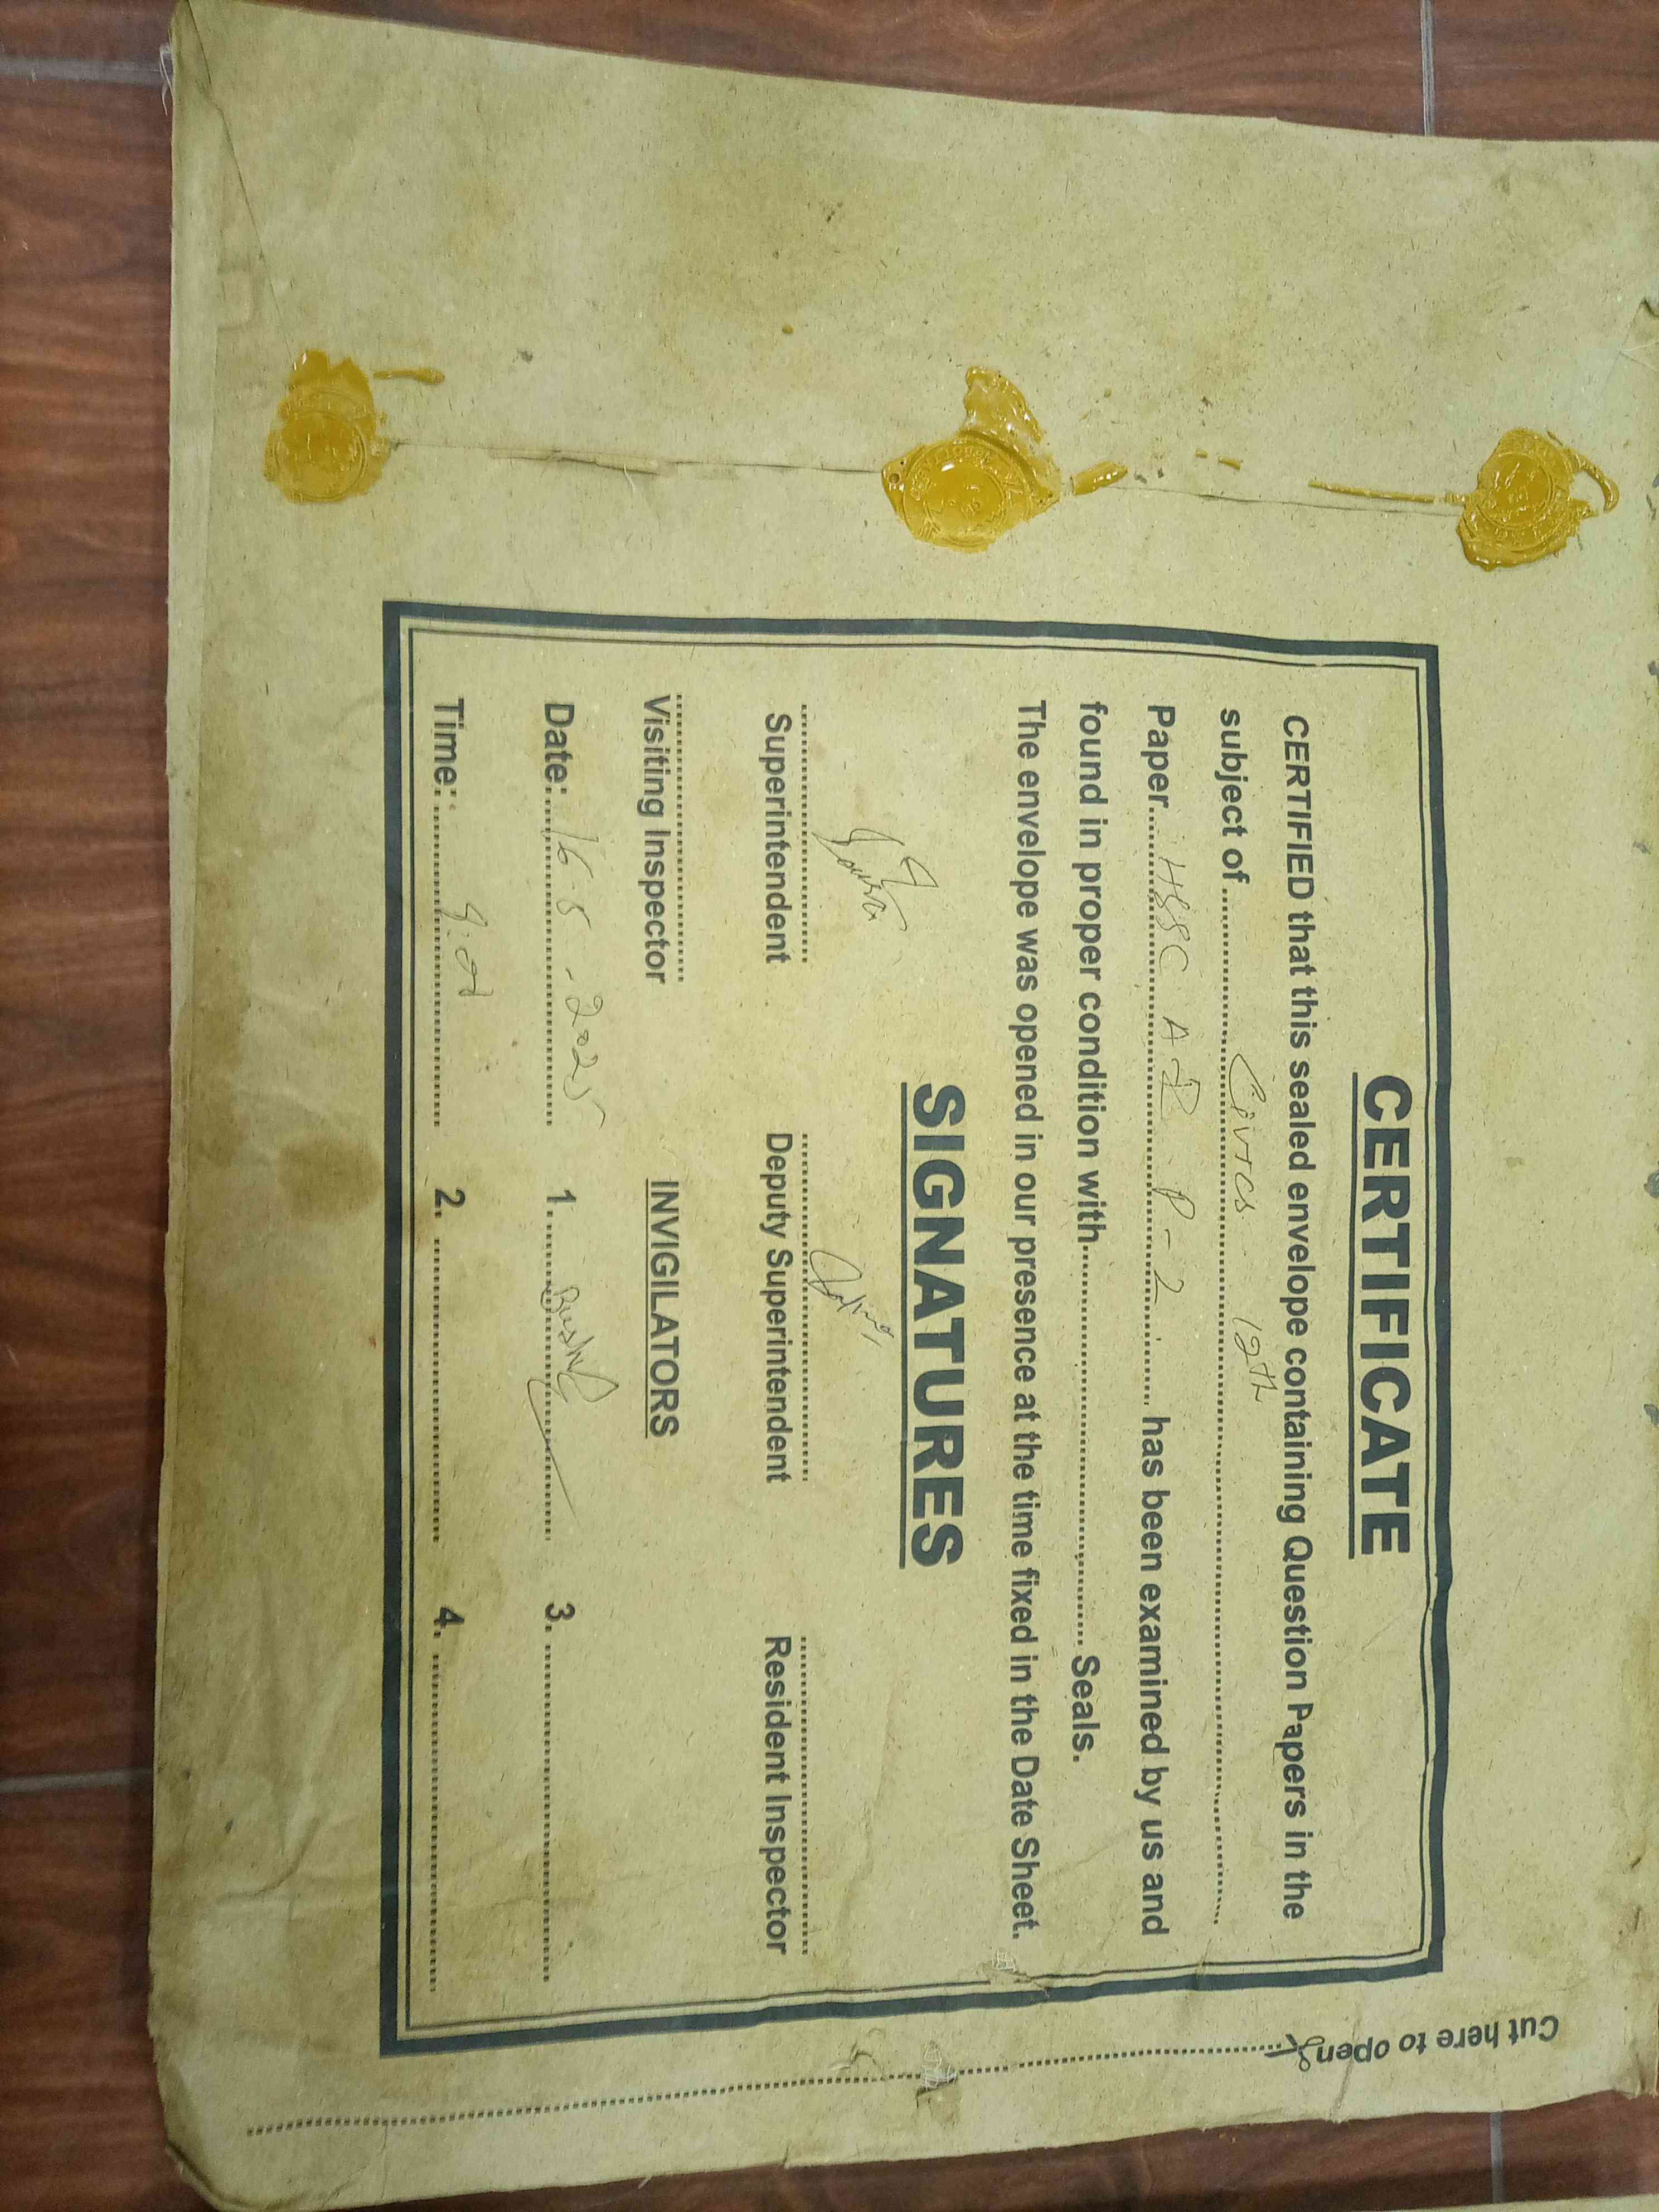 CERTIFICATE
CERTIFIED that this sealed envelope containing Question Papers in the
subject of.......... Civics 12th ..........
Paper..... HSSC A-II P-2 ..... has been examined by us and
found in proper condition with.................... Seals.
The envelope was opened in our presence at the time fixed in the Date Sheet.
SIGNATURES
Superintendent Deputy Superintendent Resident Inspector
Visiting Inspector INVIGILATORS
Date: 16-5-2025 1. 3.
Time: 2. 4.
Cut here to open